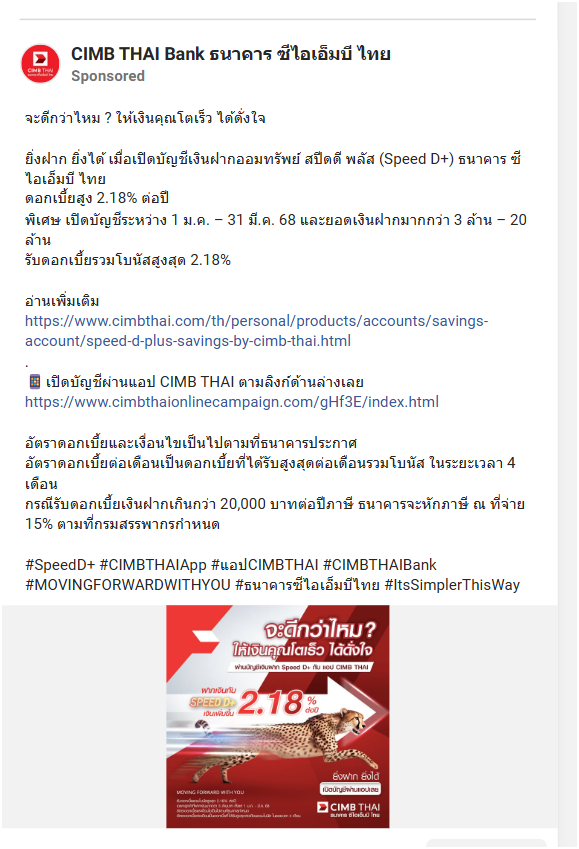 CIMB THAI Bank ธนาคาร ซีไอเอ็มบี ไทย
Sponsored
จะดีกว่าไหม ? ให้เงินคุณโตเร็ว ได้ดั่งใจ
ยิ่งฝาก ยิ่งได้ เมื่อเปิดบัญชีเงินฝากออมทรัพย์ สปีดดี พลัส (Speed D+) ธนาคาร ซี
ไอเอ็มบี ไทย
ดอกเบี้ยสูง 2.18% ต่อปี
พิเศษ เปิดบัญชีระหว่าง 1 ม.ค. – 31 มี.ค. 68 และยอดเงินฝากมากกว่า 3 ล้าน – 20
ล้าน
รับดอกเบี้ยรวมโบนัสสูงสุด 2.18%
อ่านเพิ่มเติม
https://www.cimbthai.com/th/personal/products/accounts/savings-
account/speed-d-plus-savings-by-cimb-thai.html
.
เปิดบัญชีผ่านแอป CIMB THAI ตามลิงก์ด้านล่างเลย
https://www.cimbthaionlinecampaign.com/gHf3E/index.html
อัตราดอกเบี้ยและเงื่อนไขเป็นไปตามที่ธนาคารประกาศ
อัตราดอกเบี้ยต่อเดือนเป็นดอกเบี้ยที่ได้รับสูงสุดต่อเดือนรวมโบนัส ในระยะเวลา 4
เดือน
กรณีรับดอกเบี้ยเงินฝากเกินกว่า 20,000 บาทต่อปีภาษี ธนาคารจะหักภาษี ณ ที่จ่าย
15% ตามที่กรมสรรพากรกำหนด
#SpeedD+ #CIMBTHAIApp #แอปCIMBTHAI #CIMBTHAIBank
#MOVINGFORWARDWITHYOU #ธนาคารซีไอเอ็มบีไทย #ItsSimplerThisWay
จะดีกว่าไหม?
ให้เงินคุณโตเร็ว ได้ดั่งใจ
ผ่านบัญชีเงินฝาก Speed D+ กับ แอป CIMB THAI
ฝากเงินกับ
SPEED D+
เงินเพิ่มขึ้น
2.18 %
ต่อปี
ยิ่งฝาก ยิ่งได้
เปิดบัญชีผ่านแอปเลย
MOVING FORWARD WITH YOU
CIMB THAI
ธนาคาร ซีไอเอ็มบี ไทย